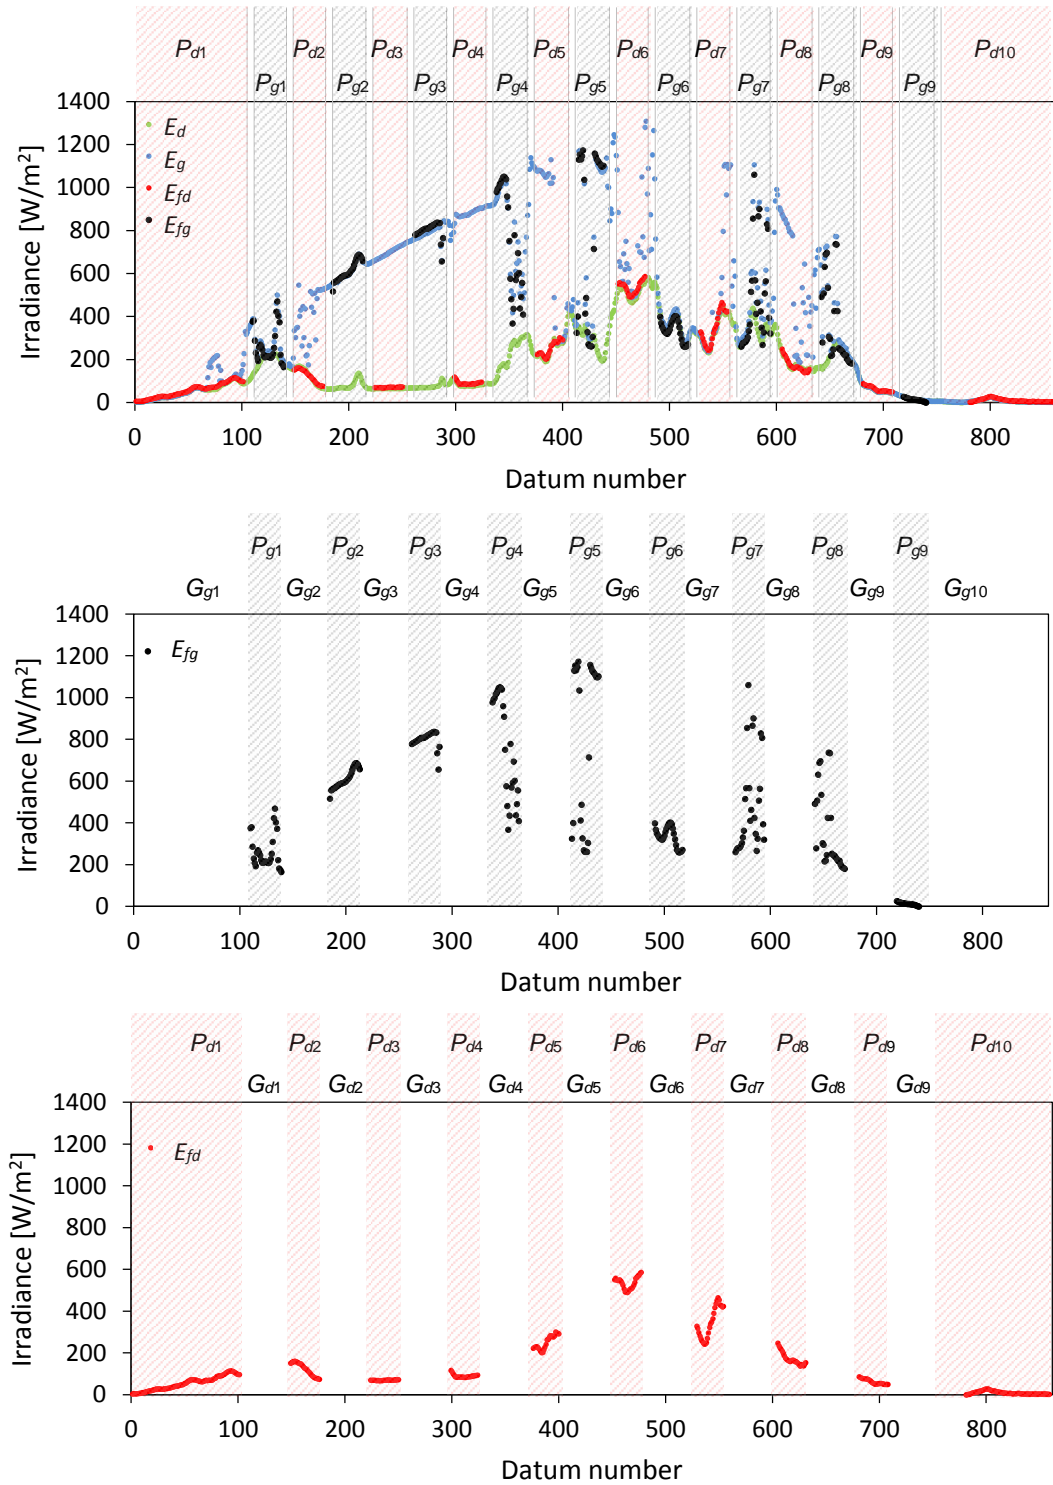 Pd1 Pd2 Pd3 Pd4 Pd5 Pd6 Pd7 Pd8 Pd9 Pd10
Pg1 Pg2 Pg3 Pg4 Pg5 Pg6 Pg7 Pg8 Pg9
1400
1200
1000
800
600
400
200
0
Irradiance [W/m²]
Ed
Eg
Efd
Efg
0 100 200 300 400 500 600 700 800
Datum number
Pg1 Pg2 Pg3 Pg4 Pg5 Pg6 Pg7 Pg8 Pg9
Gg1 Gg2 Gg3 Gg4 Gg5 Gg6 Gg7 Gg8 Gg9 Gg10
1400
1200
1000
800
600
400
200
0
Irradiance [W/m²]
Efg
0 100 200 300 400 500 600 700 800
Datum number
Pd1 Pd2 Pd3 Pd4 Pd5 Pd6 Pd7 Pd8 Pd9 Pd10
Gd1 Gd2 Gd3 Gd4 Gd5 Gd6 Gd7 Gd8 Gd9
1400
1200
1000
800
600
400
200
0
Irradiance [W/m²]
Efd
0 100 200 300 400 500 600 700 800
Datum number